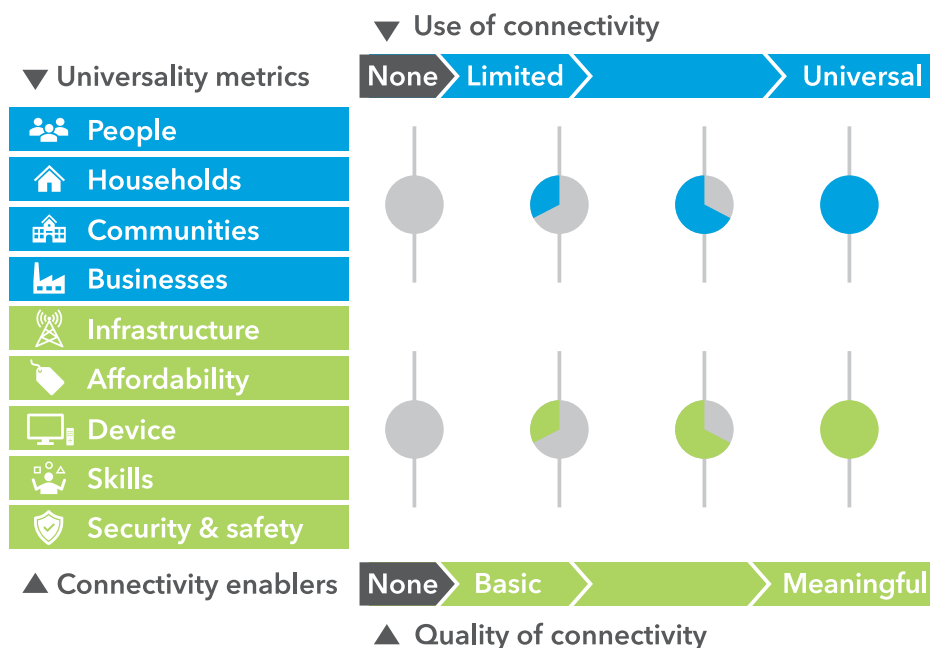 Use of connectivity
Universality metrics
None Limited Universal
People
Households
Communities
Businesses
Infrastructure
Affordability
Device
Skills
Security & safety
Connectivity enablers
None Basic Meaningful
Quality of connectivity